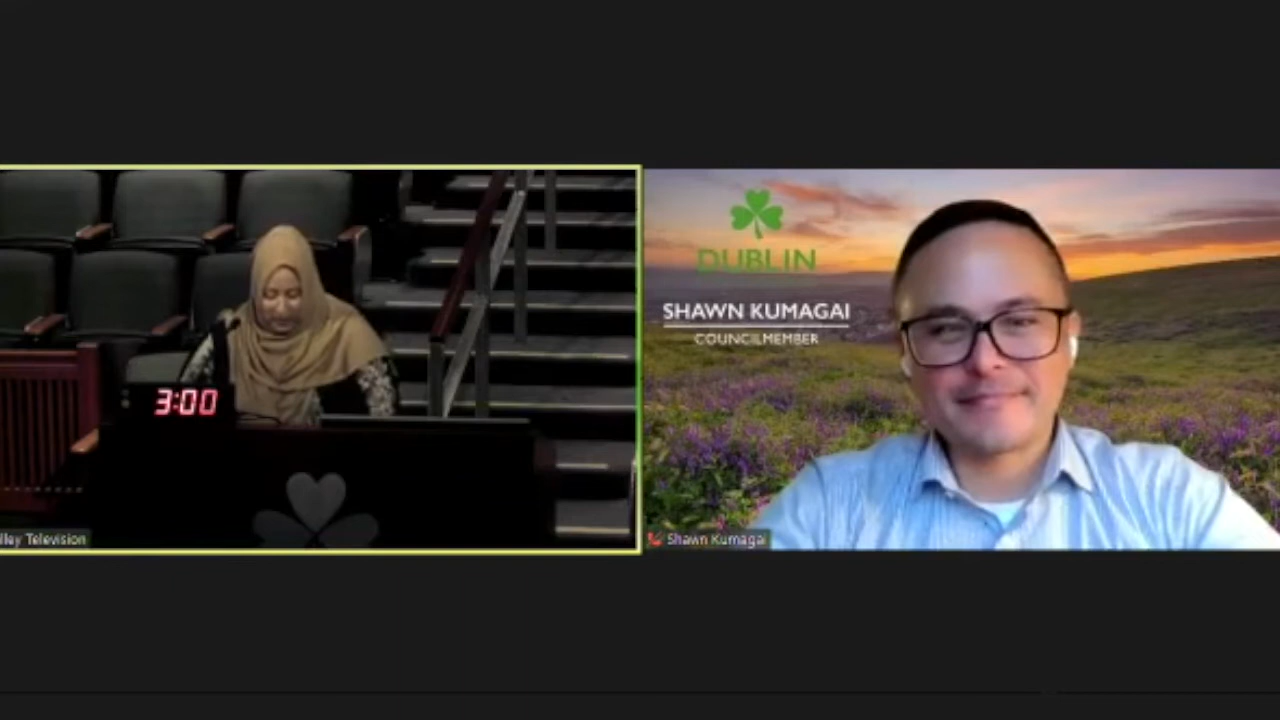 3:00
lley Television
DUBLIN
SHAWN KUMAGAI
COUNCILMEMBER
Shawn Kumagai